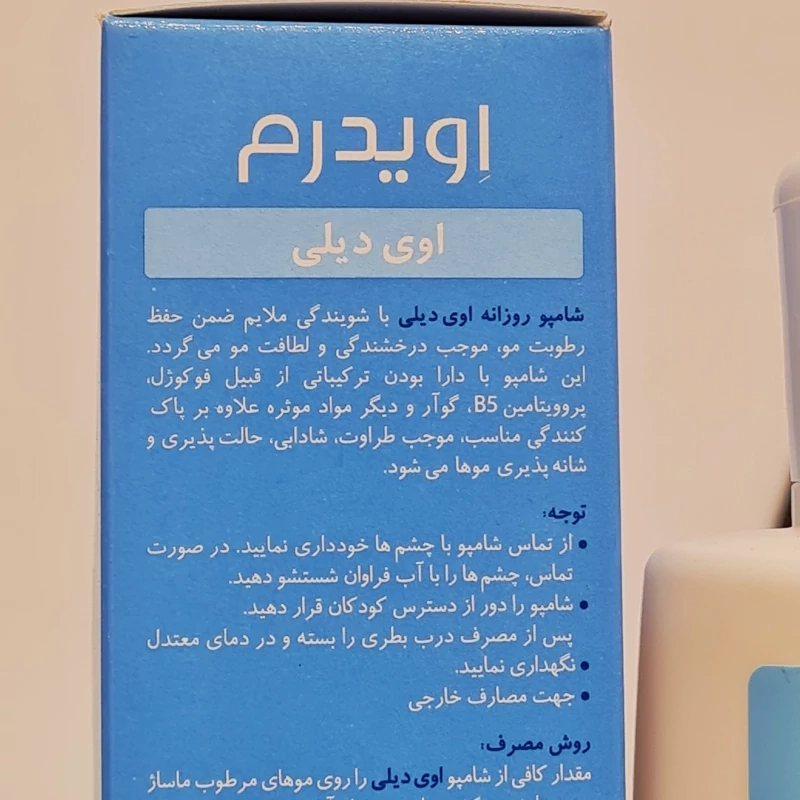 اِویدرم
اوی دیلی
شامپو روزانه اوی دیلی با شویندگی ملایم ضمن حفظ
رطوبت مو، موجب درخشندگی و لطافت مو می گردد.
این شامپو با دارا بودن ترکیباتی از قبیل فوکوژل،
پروویتامین B5، گوآر و دیگر مواد موثره علاوه بر پاک
کنندگی مناسب، موجب طراوت، شادابی، حالت پذیری و
شانه پذیری موها می شود.
توجه:
• از تماس شامپو با چشم ها خودداری نمایید. در صورت
تماس، چشم ها را با آب فراوان شستشو دهید.
• شامپو را دور از دسترس کودکان قرار دهید.
پس از مصرف درب بطری را بسته و در دمای معتدل
• نگهداری نمایید.
• جهت مصارف خارجی
روش مصرف:
مقدار کافی از شامپو اوی دیلی را روی موهای مرطوب ماساژ